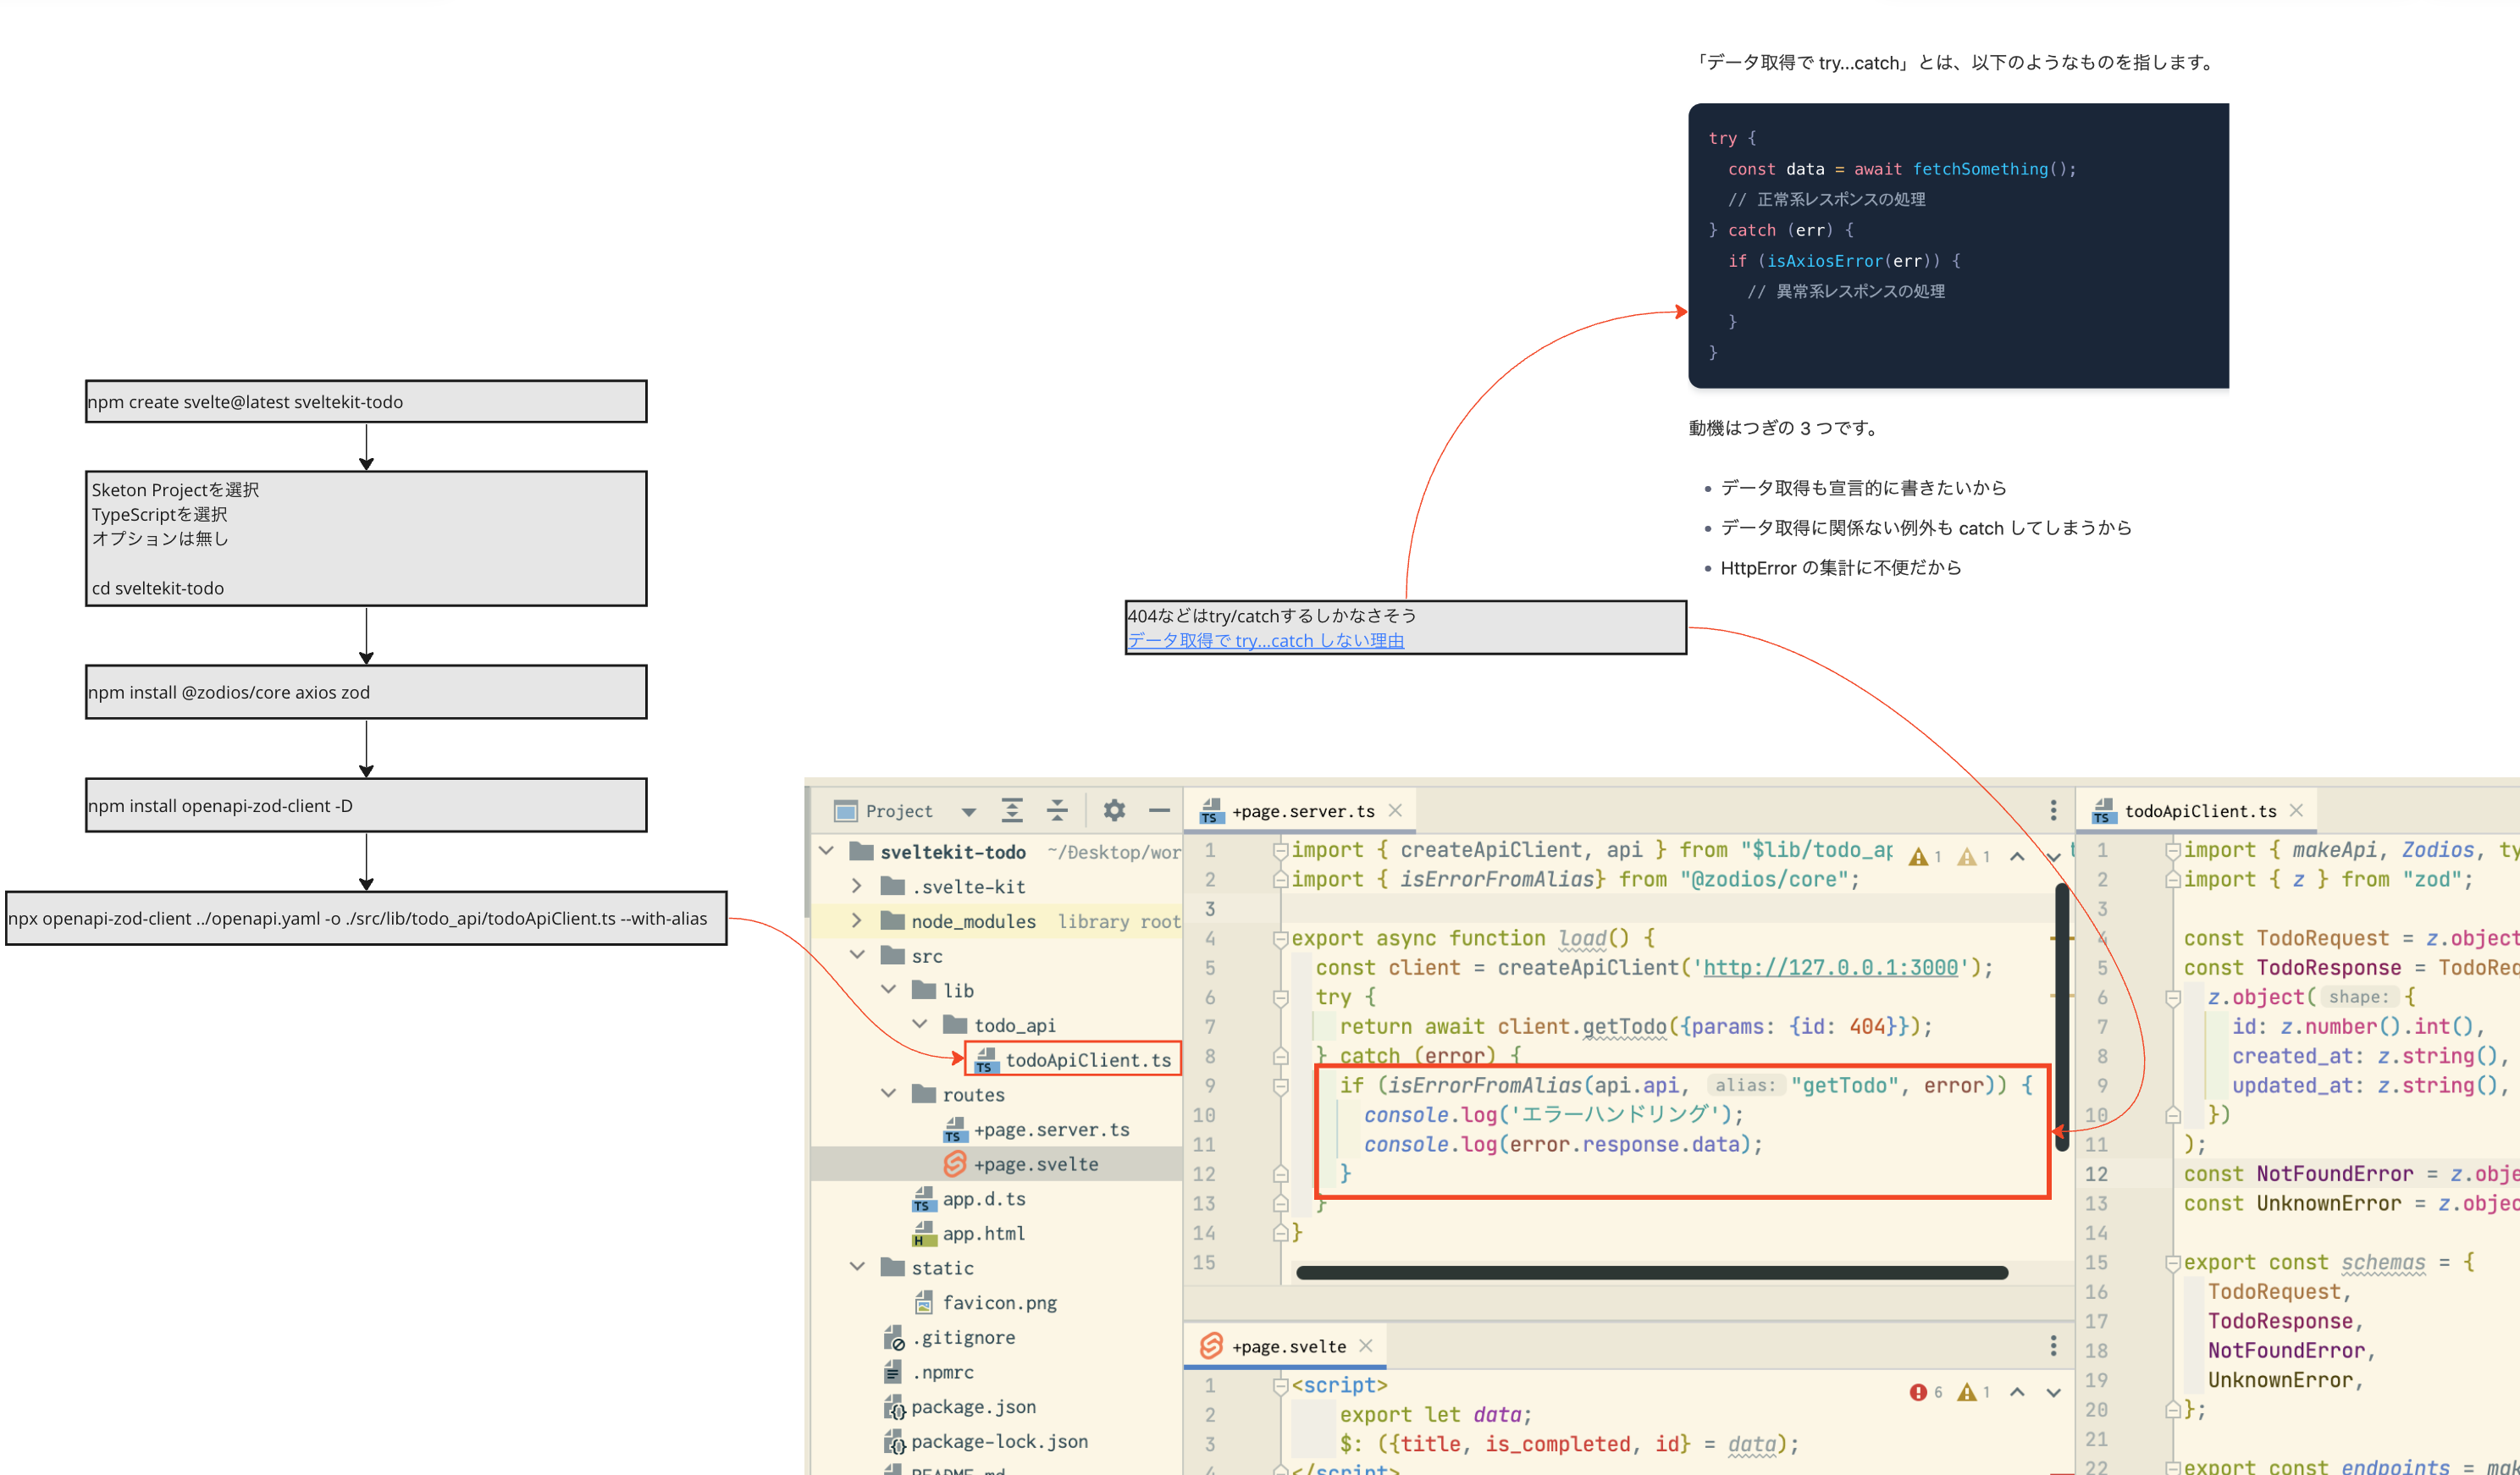 npm create svelte@latest sveltekit-todo
Sketon Projectを選択
TypeScriptを選択
オプションは無し
cd sveltekit-todo
npm install @zodios/core axios zod
npm install openapi-zod-client -D
npx openapi-zod-client ../openapi.yaml -o ./src/lib/todo_api/todoApiClient.ts --with-alias
「データ取得で try...catch」とは、以下のようなものを指します。
try {
const data = await fetchSomething();
// 正常系レスポンスの処理
} catch (err) {
if (isAxiosError(err)) {
// 異常系レスポンスの処理
}
}
動機はつぎの 3 つです。
• データ取得も宣言的に書きたいから
• データ取得に関係ない例外も catch してしまうから
• HttpError の集計に不便だから
404などはtry/catchするしかなさそう
データ取得で try...catch しない理由
Project
sveltekit-todo ~/Desktop/wor
.svelte-kit
node_modules library root
src
lib
todo_api
todoApiClient.ts
routes
+page.server.ts
+page.svelte
app.d.ts
app.html
static
favicon.png
.gitignore
.npmrc
package.json
package-lock.json
README.md
+page.server.ts
1 import { createApiClient, api } from "$lib/todo_ap
1 1
2 import { isErrorFromAlias} from "@zodios/core";
3
4 export async function load() {
5 const client = createApiClient('http://127.0.0.1:3000');
6 try {
7 return await client.getTodo({params: {id: 404}});
8 } catch (error) {
9 if (isErrorFromAlias(api.api, alias: "getTodo", error)) {
10 console.log('エラーハンドリング');
11 console.log(error.response.data);
12 }
13 }
14 }
15
+page.svelte
1 <script>
6 1
2 export let data;
3 $: ({title, is_completed, id} = data);
4 </script>
todoApiClient.ts
1 import { makeApi, Zodios, ty
2 import { z } from "zod";
3
4 const TodoRequest = z.object
5 const TodoResponse = TodoReq
6 z.object( shape: {
7 id: z.number().int(),
8 created_at: z.string(),
9 updated_at: z.string(),
10 })
11 );
12 const NotFoundError = z.obje
13 const UnknownError = z.objec
14
15 export const schemas = {
16 TodoRequest,
17 TodoResponse,
18 NotFoundError,
19 UnknownError,
20 };
21
22 export const endpoints = mak